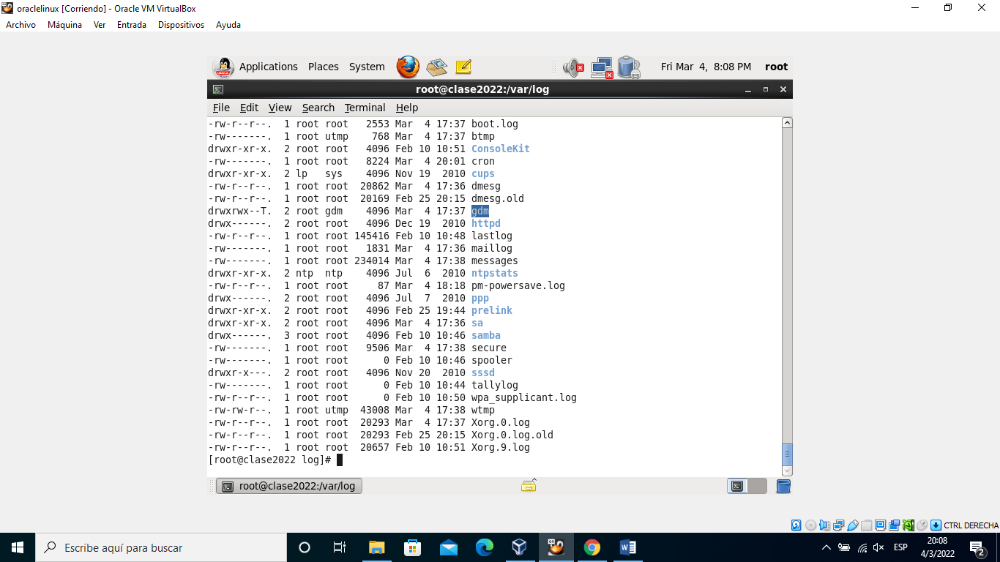 oraclelinux [Corriendo] - Oracle VM VirtualBox
Archivo Máquina Ver Entrada Dispositivos Ayuda
Applications Places System Fri Mar 4, 8:08 PM root
root@clase2022:/var/log
File Edit View Search Terminal Help
-rw-r--r--. 1 root root 2553 Mar 4 17:37 boot.log
-rw-------. 1 root utmp 768 Mar 4 17:37 btmp
drwxr-xr-x. 2 root root 4096 Feb 10 10:51 ConsoleKit
-rw-------. 1 root root 8224 Mar 4 20:01 cron
drwxr-xr-x. 2 lp sys 4096 Nov 19 2010 cups
-rw-r--r--. 1 root root 20862 Mar 4 17:36 dmesg
-rw-r--r--. 1 root root 20169 Feb 25 20:15 dmesg.old
drwxrwx--T. 2 root gdm 4096 Mar 4 17:37 gdm
drwx------. 2 root root 4096 Dec 19 2010 httpd
-rw-r--r--. 1 root root 145416 Feb 10 10:48 lastlog
-rw-------. 1 root root 1831 Mar 4 17:36 maillog
-rw-------. 1 root root 234014 Mar 4 17:38 messages
drwxr-xr-x. 2 ntp ntp 4096 Jul 6 2010 ntpstats
-rw-r--r--. 1 root root 87 Mar 4 18:18 pm-powersave.log
drwx------. 2 root root 4096 Jul 7 2010 ppp
drwxr-xr-x. 2 root root 4096 Feb 25 19:44 prelink
drwxr-xr-x. 2 root root 4096 Mar 4 17:36 sa
drwx------. 3 root root 4096 Feb 10 10:46 samba
-rw-------. 1 root root 9506 Mar 4 17:38 secure
-rw-------. 1 root root 0 Feb 10 10:46 spooler
drwxr-x---. 2 root root 4096 Nov 20 2010 sssd
-rw-------. 1 root root 0 Feb 10 10:44 tallylog
-rw-r--r--. 1 root root 0 Feb 10 10:50 wpa_supplicant.log
-rw-rw-r--. 1 root utmp 43008 Mar 4 17:38 wtmp
-rw-r--r--. 1 root root 20293 Mar 4 17:37 Xorg.0.log
-rw-r--r--. 1 root root 20293 Feb 25 20:15 Xorg.0.log.old
-rw-r--r--. 1 root root 20657 Feb 10 10:51 Xorg.9.log
[root@clase2022 log]#
root@clase2022:/var/log
CTRL DERECHA
Escribe aquí para buscar
ESP
20:08
4/3/2022
2